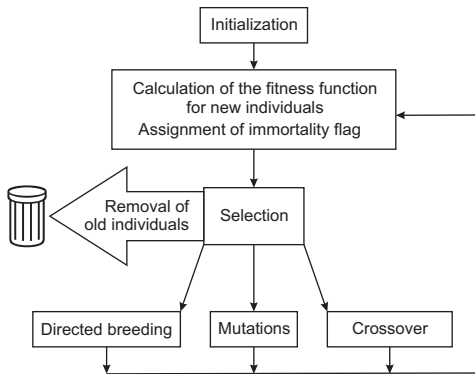 Initialization
Calculation of the fitness function
for new individuals
Assignment of immortality flag
Removal of
old individuals
Selection
Directed breeding
Mutations
Crossover